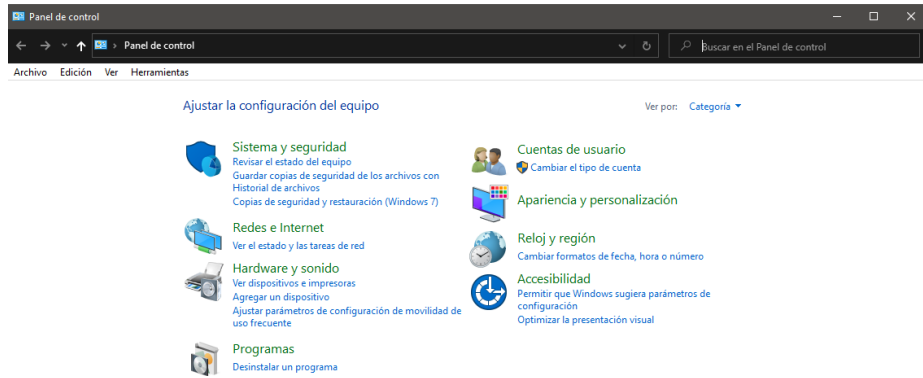 Panel de control
Panel de control
Buscar en el Panel de control
Archivo Edición Ver Herramientas
Ajustar la configuración del equipo
Ver por: Categoría
Sistema y seguridad
Revisar el estado del equipo
Guardar copias de seguridad de los archivos con
Historial de archivos
Copias de seguridad y restauración (Windows 7)
Redes e Internet
Ver el estado y las tareas de red
Hardware y sonido
Ver dispositivos e impresoras
Agregar un dispositivo
Ajustar parámetros de configuración de movilidad de
uso frecuente
Programas
Desinstalar un programa
Cuentas de usuario
Cambiar el tipo de cuenta
Apariencia y personalización
Reloj y región
Cambiar formatos de fecha, hora o número
Accesibilidad
Permitir que Windows sugiera parámetros de
configuración
Optimizar la presentación visual